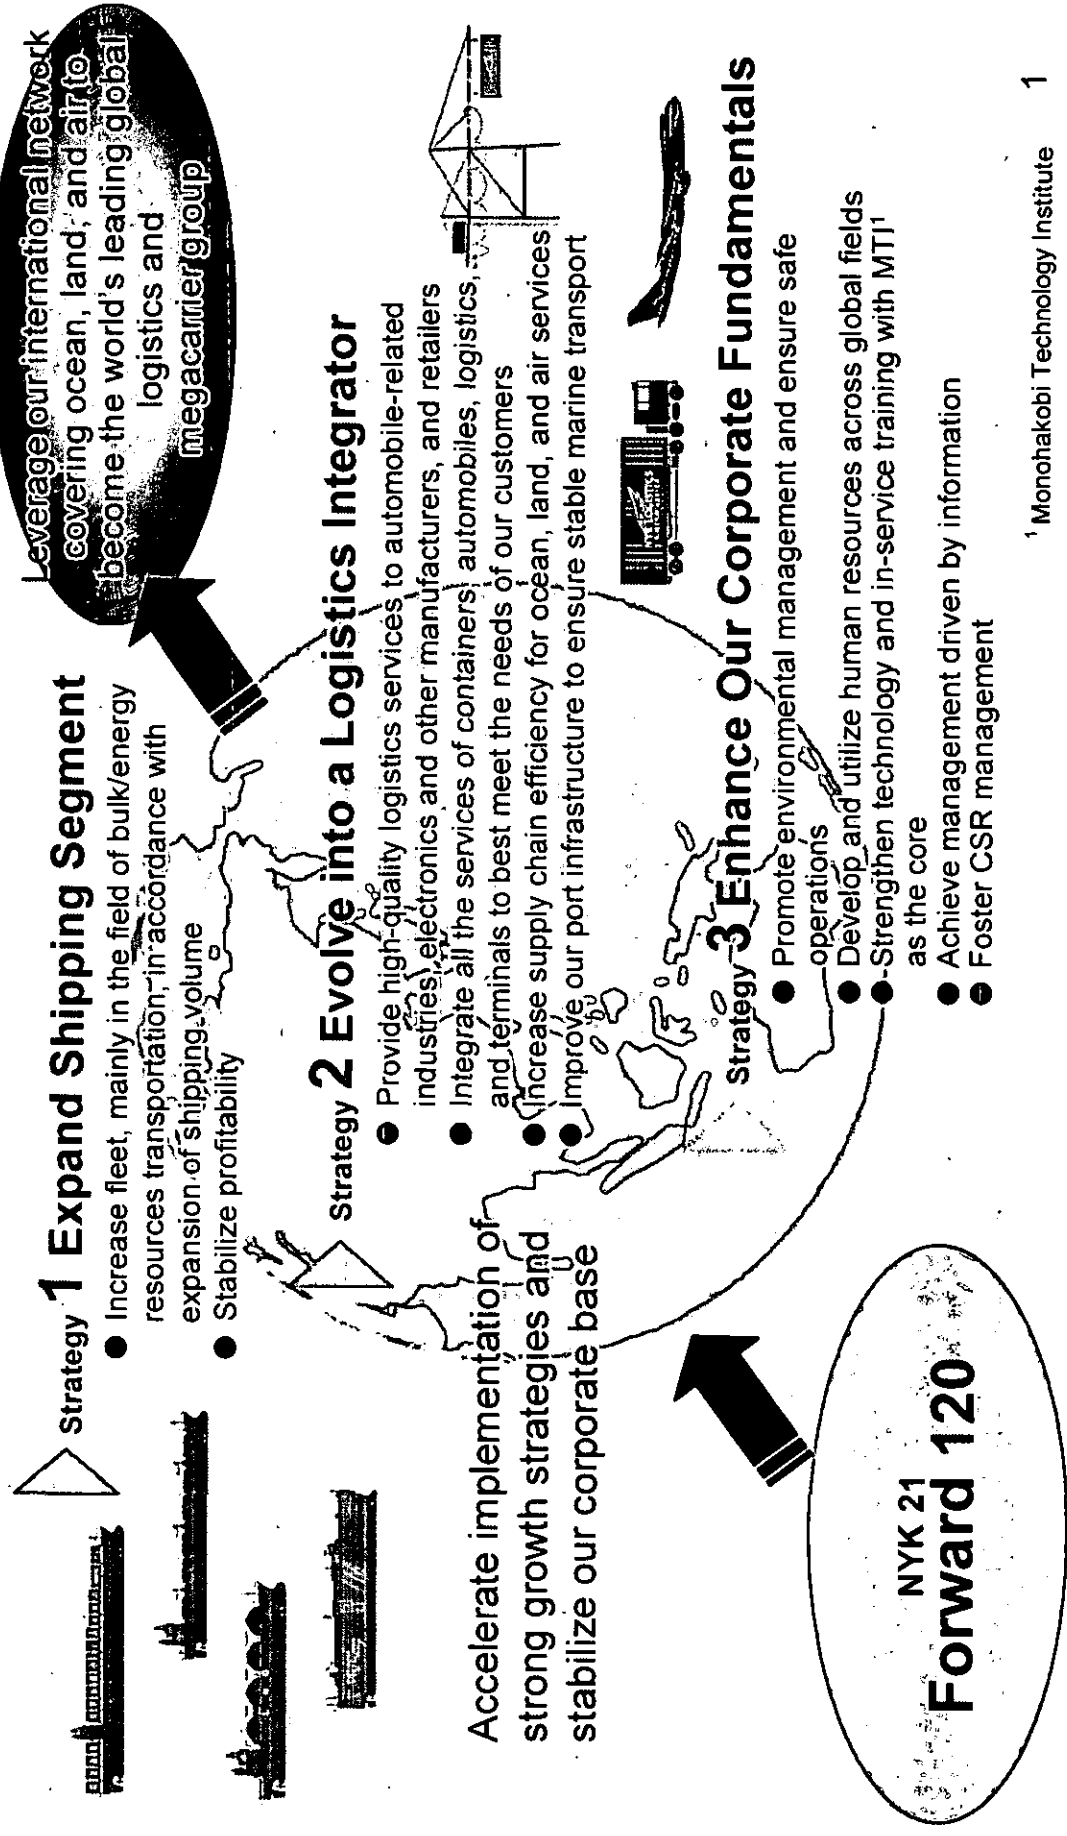 Leverage our international network
covering ocean, land, and air to
become the world's leading global
logistics and
megacarrier group
Strategy 1 Expand Shipping Segment
● Increase fleet, mainly in the field of bulk/energy
resources transportation, in accordance with
expansion of shipping volume
● Stabilize profitability
Strategy 2 Evolve into a Logistics Integrator
● Provide high-quality logistics services to automobile-related
industries, electronics and other manufacturers, and retailers
● Integrate all the services of containers, automobiles, logistics,
and terminals to best meet the needs of our customers
● Increase supply chain efficiency for ocean, land, and air services
● Improve our port infrastructure to ensure stable marine transport
Accelerate implementation of
strong growth strategies and
stabilize our corporate base
Strategy 3 Enhance Our Corporate Fundamentals
● Promote environmental management and ensure safe
operations
● Develop and utilize human resources across global fields
● Strengthen technology and in-service training with MTI¹
as the core
● Achieve management driven by information
● Foster CSR management
NYK 21
Forward 120
¹ Monohakobi Technology Institute
1